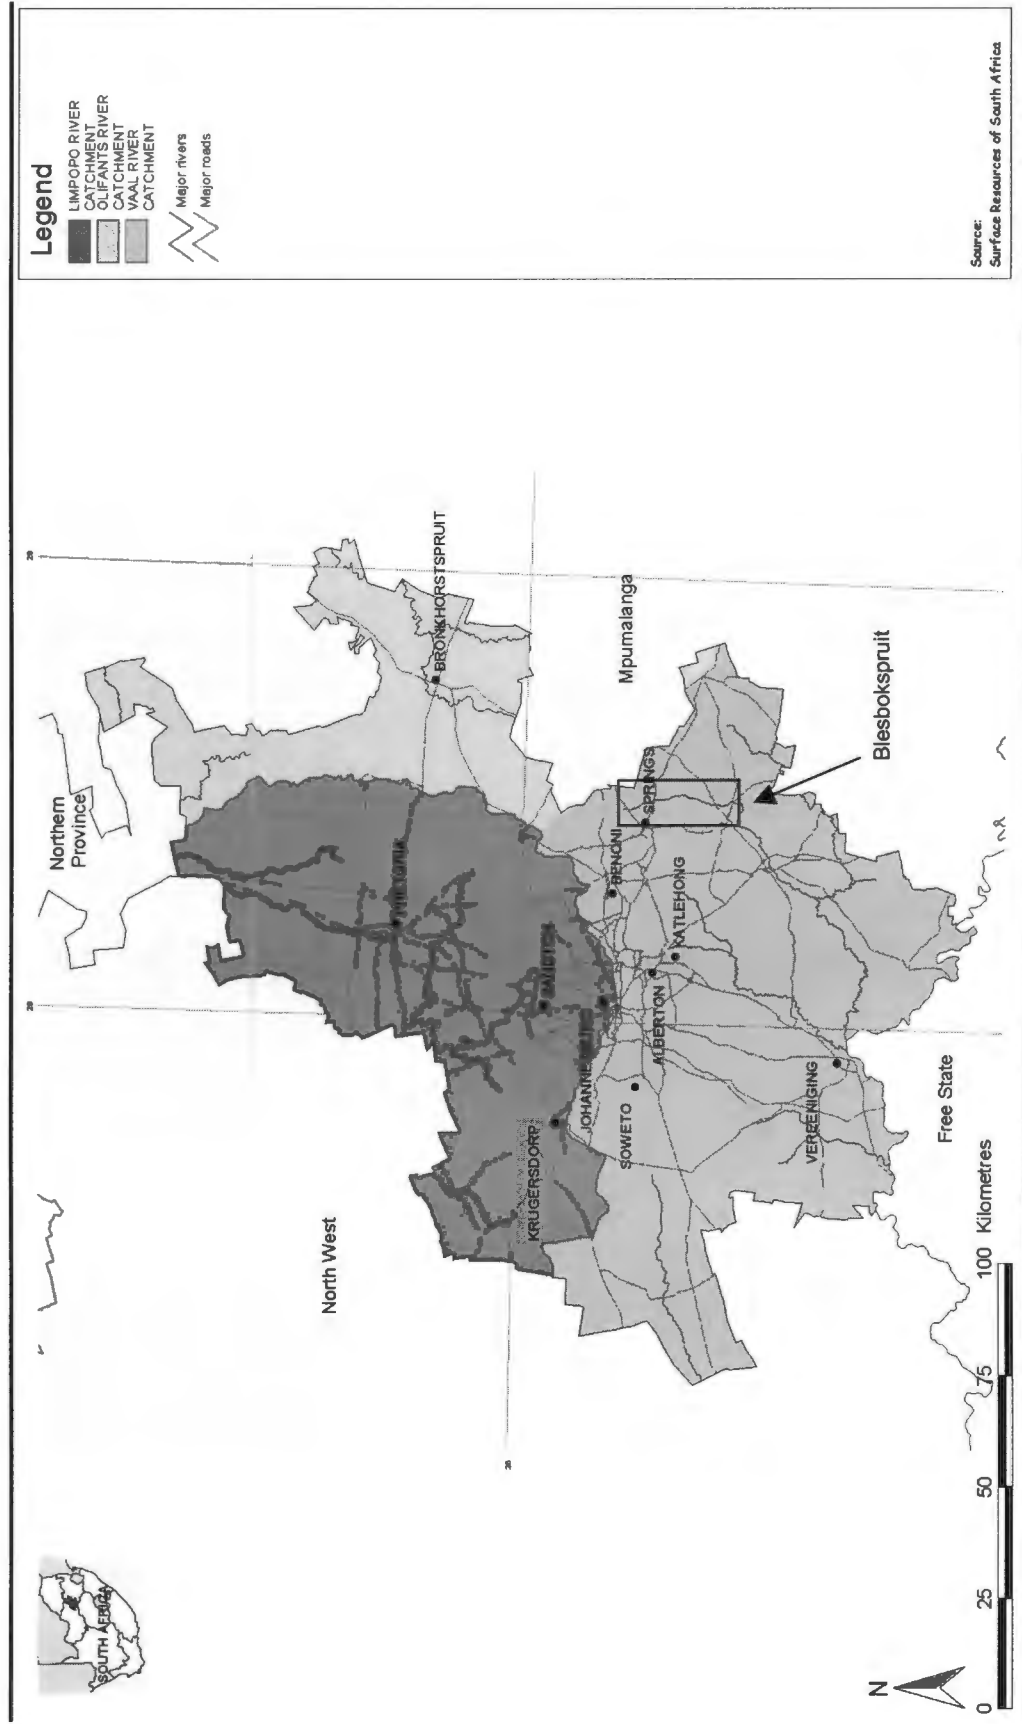 Legend
LIMPOPO RIVER
CATCHMENT
OLIFANTS RIVER
CATCHMENT
VAAL RIVER
CATCHMENT
Major rivers
Major roads
Source:
Surface Resources of South Africa
Northern
Province
BRONKHORSTSPRUIT
Mpumalanga
Blesbokspruit
SPRINGS
BENONI
KATLEHONG
ALBERTON
SOWETO
KRUGERSDORP
VEREENIGING
Free State
North West
SOUTH AFRICA
N
0 25 50 75 100 Kilometres